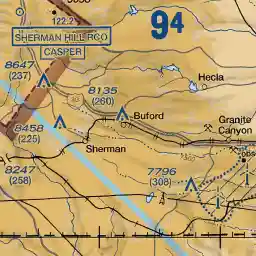 122.2
SHERMAN HILL RCO
CASPER
94
8647
(237)
Hecla
8135
(260)
Buford
Granite
Canyon
8458
(225)
Sherman
8247
(258)
7796
(308)